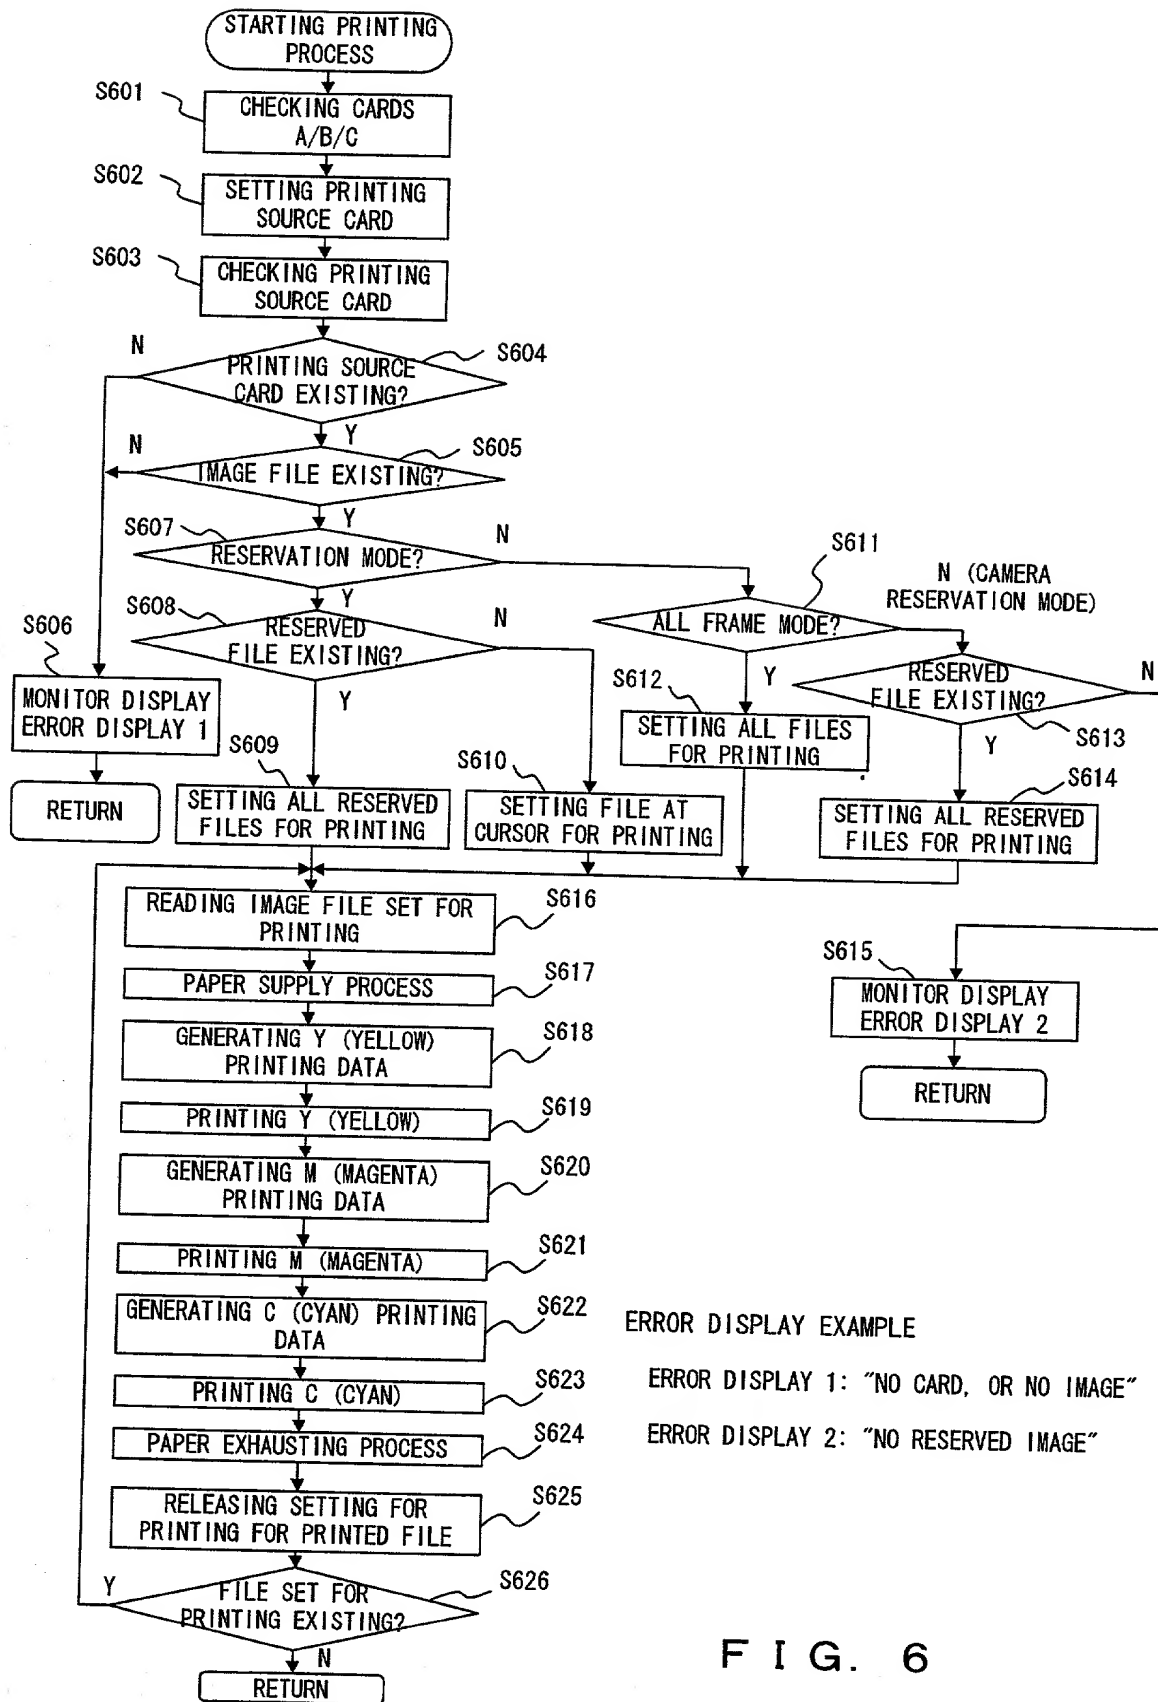 STARTING PRINTING
PROCESS
S601
CHECKING CARDS
A/B/C
S602
SETTING PRINTING
SOURCE CARD
S603
CHECKING PRINTING
SOURCE CARD
N
S604
PRINTING SOURCE
CARD EXISTING?
Y
N
S605
IMAGE FILE EXISTING?
Y
S607
N
RESERVATION MODE?
S611
N (CAMERA
RESERVATION MODE)
Y
S608
N
RESERVED
FILE EXISTING?
ALL FRAME MODE?
S606
MONITOR DISPLAY
ERROR DISPLAY 1
RETURN
Y
S612
Y
RESERVED
FILE EXISTING?
N
S613
SETTING ALL FILES
FOR PRINTING
Y
S609
SETTING ALL RESERVED
FILES FOR PRINTING
S610
SETTING FILE AT
CURSOR FOR PRINTING
S614
SETTING ALL RESERVED
FILES FOR PRINTING
S616
READING IMAGE FILE SET FOR
PRINTING
S615
MONITOR DISPLAY
ERROR DISPLAY 2
RETURN
S617
PAPER SUPPLY PROCESS
S618
GENERATING Y (YELLOW)
PRINTING DATA
S619
PRINTING Y (YELLOW)
S620
GENERATING M (MAGENTA)
PRINTING DATA
S621
PRINTING M (MAGENTA)
S622
GENERATING C (CYAN) PRINTING
DATA
S623
PRINTING C (CYAN)
S624
PAPER EXHAUSTING PROCESS
S625
RELEASING SETTING FOR
PRINTING FOR PRINTED FILE
S626
Y
FILE SET FOR
PRINTING EXISTING?
N
RETURN
ERROR DISPLAY EXAMPLE
ERROR DISPLAY 1: "NO CARD, OR NO IMAGE"
ERROR DISPLAY 2: "NO RESERVED IMAGE"
FIG. 6